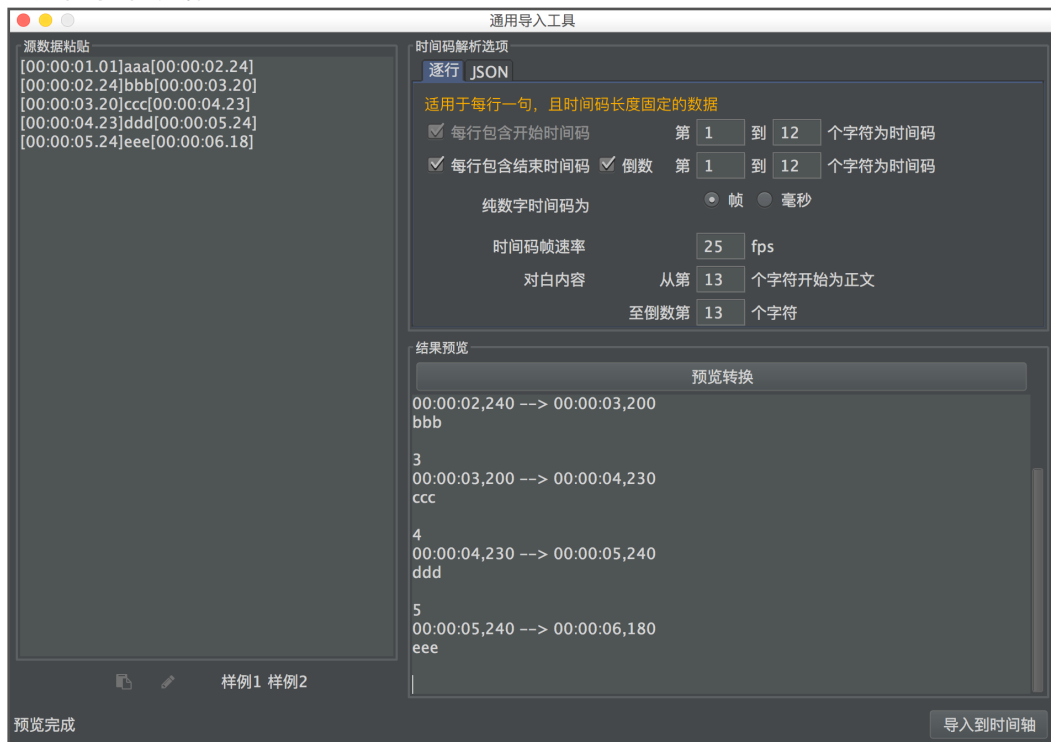 通用导入工具
源数据粘贴
[00:00:01.01]aaa[00:00:02.24]
[00:00:02.24]bbb[00:00:03.20]
[00:00:03.20]ccc[00:00:04.23]
[00:00:04.23]ddd[00:00:05.24]
[00:00:05.24]eee[00:00:06.18]
样例1 样例2
时间码解析选项
逐行 JSON
适用于每行一句，且时间码长度固定的数据
每行包含开始时间码 第 1 到 12 个字符为时间码
每行包含结束时间码 倒数 第 1 到 12 个字符为时间码
纯数字时间码为 帧 毫秒
时间码帧速率 25 fps
对白内容 从第 13 个字符开始为正文
至倒数第 13 个字符
结果预览
预览转换
00:00:02,240 --> 00:00:03,200
bbb
3
00:00:03,200 --> 00:00:04,230
ccc
4
00:00:04,230 --> 00:00:05,240
ddd
5
00:00:05,240 --> 00:00:06,180
eee
预览完成
导入到时间轴